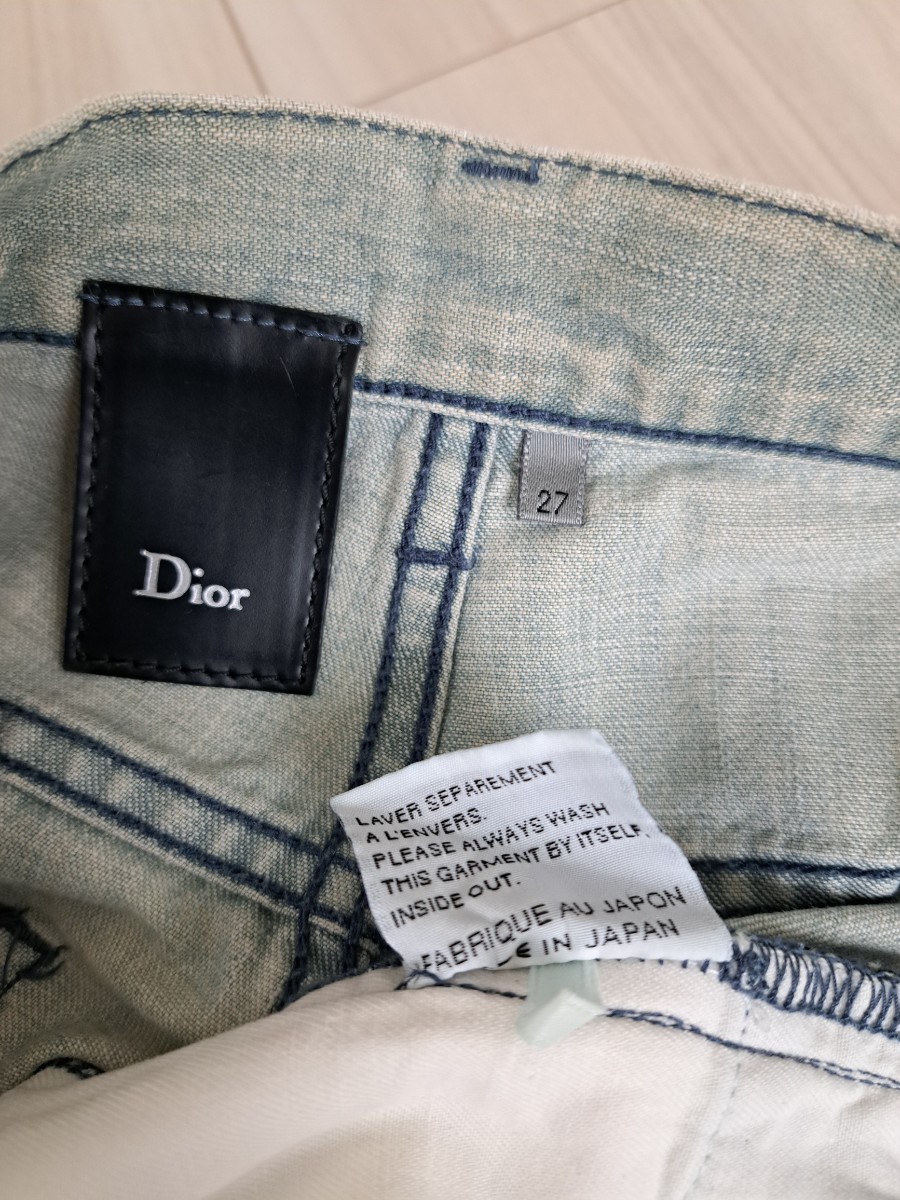 Dior
27
LAVER SEPAREMENT
A L'ENVERS.
PLEASE ALWAYS WASH
THIS GARMENT BY ITSELF.
INSIDE OUT.
FABRIQUE AU JAPON
IN JAPAN